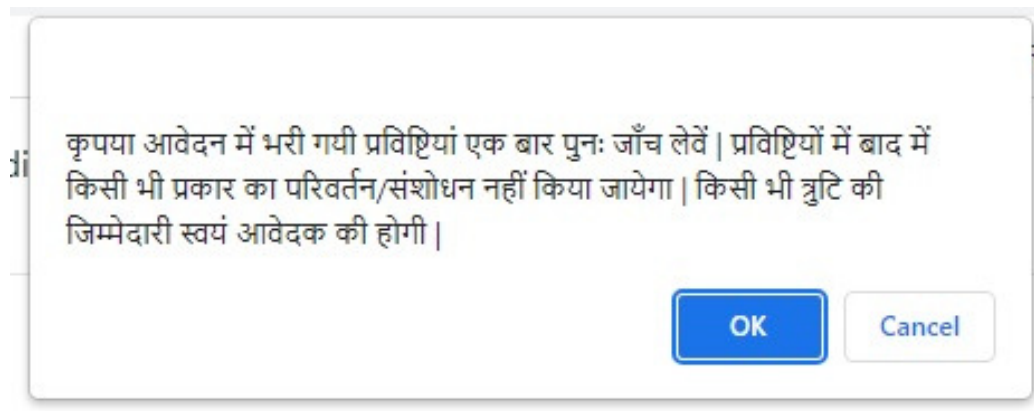 कृपया आवेदन में भरी गयी प्रविष्टियां एक बार पुनः जाँच लेवें | प्रविष्टियों में बाद में
किसी भी प्रकार का परिवर्तन/संशोधन नहीं किया जायेगा | किसी भी त्रुटि की
जिम्मेदारी स्वयं आवेदक की होगी |
OK Cancel